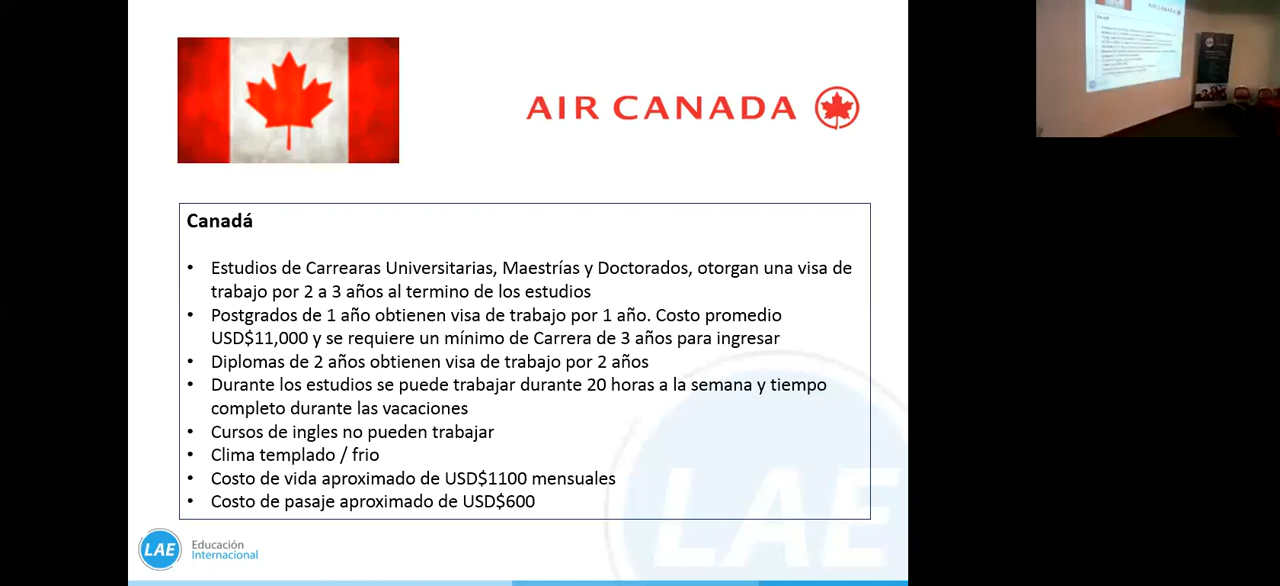 AIR CANADA
Canadá
• Estudios de Carrearas Universitarias, Maestrías y Doctorados, otorgan una visa de
trabajo por 2 a 3 años al termino de los estudios
• Postgrados de 1 año obtienen visa de trabajo por 1 año. Costo promedio
USD$11,000 y se requiere un mínimo de Carrera de 3 años para ingresar
• Diplomas de 2 años obtienen visa de trabajo por 2 años
• Durante los estudios se puede trabajar durante 20 horas a la semana y tiempo
completo durante las vacaciones
• Cursos de ingles no pueden trabajar
• Clima templado / frio
• Costo de vida aproximado de USD$1100 mensuales
• Costo de pasaje aproximado de USD$600
LAE
LAE
Educación
Internacional
AIR CANADA